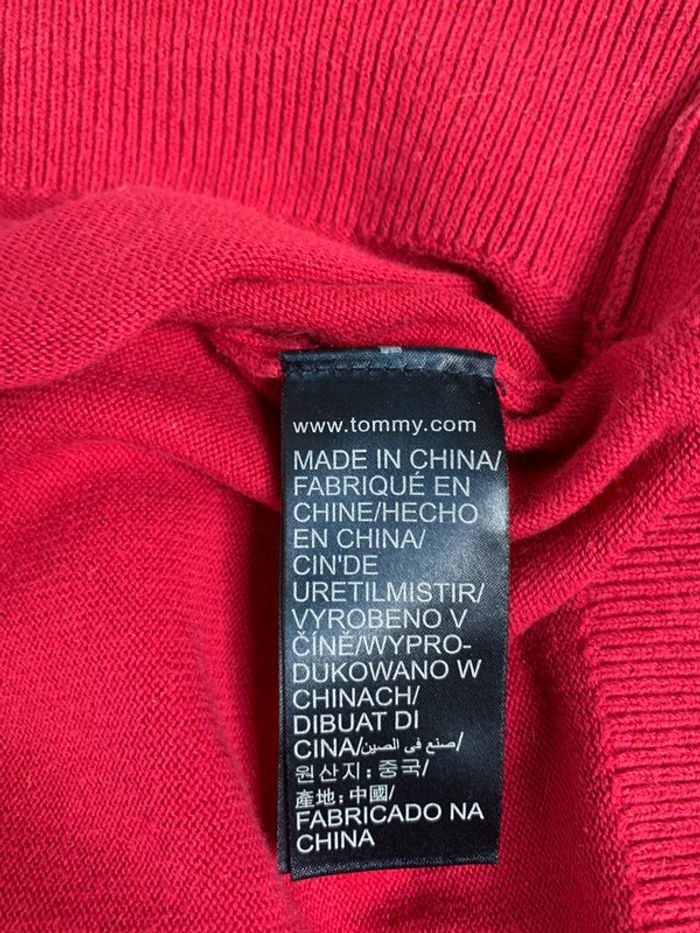 www.tommy.com
MADE IN CHINA/
FABRIQUÉ EN
CHINE/HECHO
EN CHINA/
CIN'DE
URETILMISTIR/
VYROBENO V
ČÍNĚ/WYPRO-
DUKOWANO W
CHINACH/
DIBUAT DI
CINA/صنع في الصين/
원산지: 중국/
產地: 中國/
FABRICADO NA
CHINA